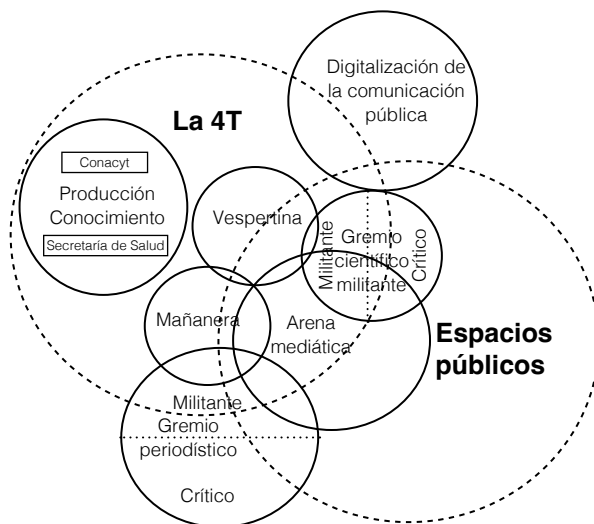 Digitalización de
la comunicación
pública
La 4T
Conacyt
Producción
Conocimiento
Secretaría de Salud
Vespertina
Militante
Gremio
científico
militante
Crítico
Mañanera
Arena
mediática
Espacios
públicos
Militante
Gremio
periodístico
Crítico